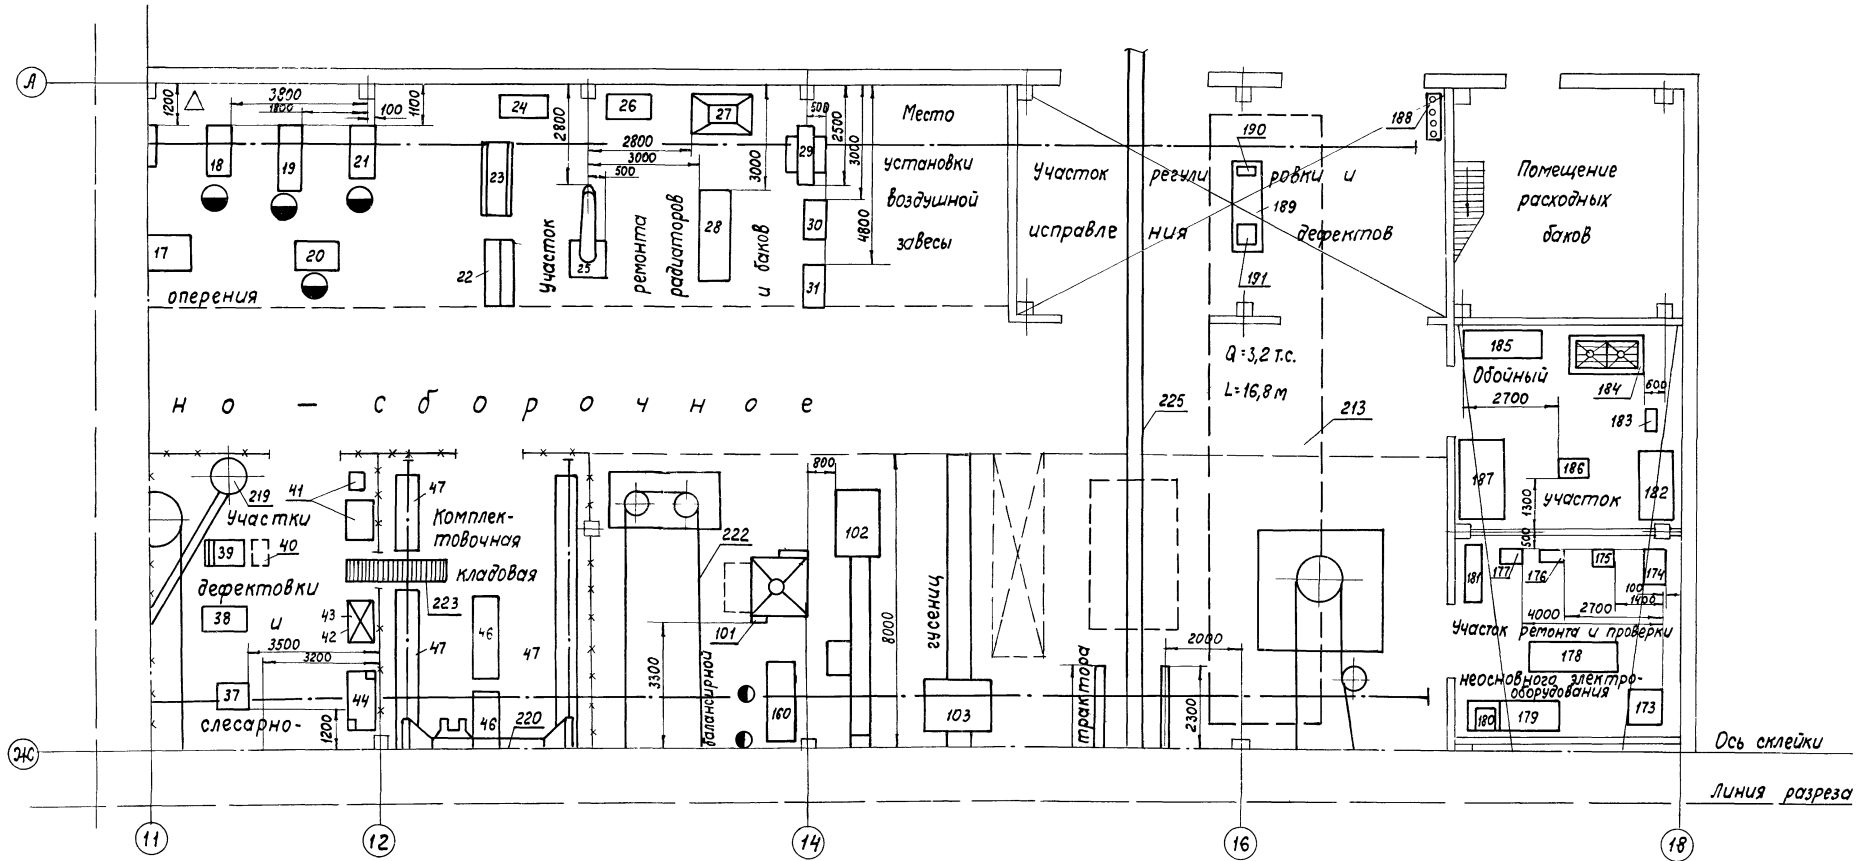 А
1200
3800
1800
100
1100
18
19
21
17
20
оперения
24
26
27
23
22
2800
2800
3000
500
25
28
3000
Участок
ремонта
радиаторов
и баков
500
2500
3000
4800
29
30
31
Место
установки
воздушной
завесы
Участок регулировки и
исправления дефектов
188
190
189
191
Помещение
расходных
баков
Q=3,2 т.с.
L=16,8 м
но - сборочное
225
213
185
Обойный
184
600
2700
183
187
186
182
1300
участок
500
219
41
Участки
39
40
дефектовки
38
и
43
42
3500
3200
37
44
слесарно-
1200
47
Комплек-
товочная
кладовая
223
47
46
47
46
220
222
800
102
101
3300
балансирной
160
8000
гусениц
103
трактора
2000
2300
181
177
176
175
174
100
1400
2700
4000
Участок ремонта и проверки
178
неосновного электро-
оборудования
180
179
173
Ж
Ось склейки
Линия разреза
11
12
14
16
18